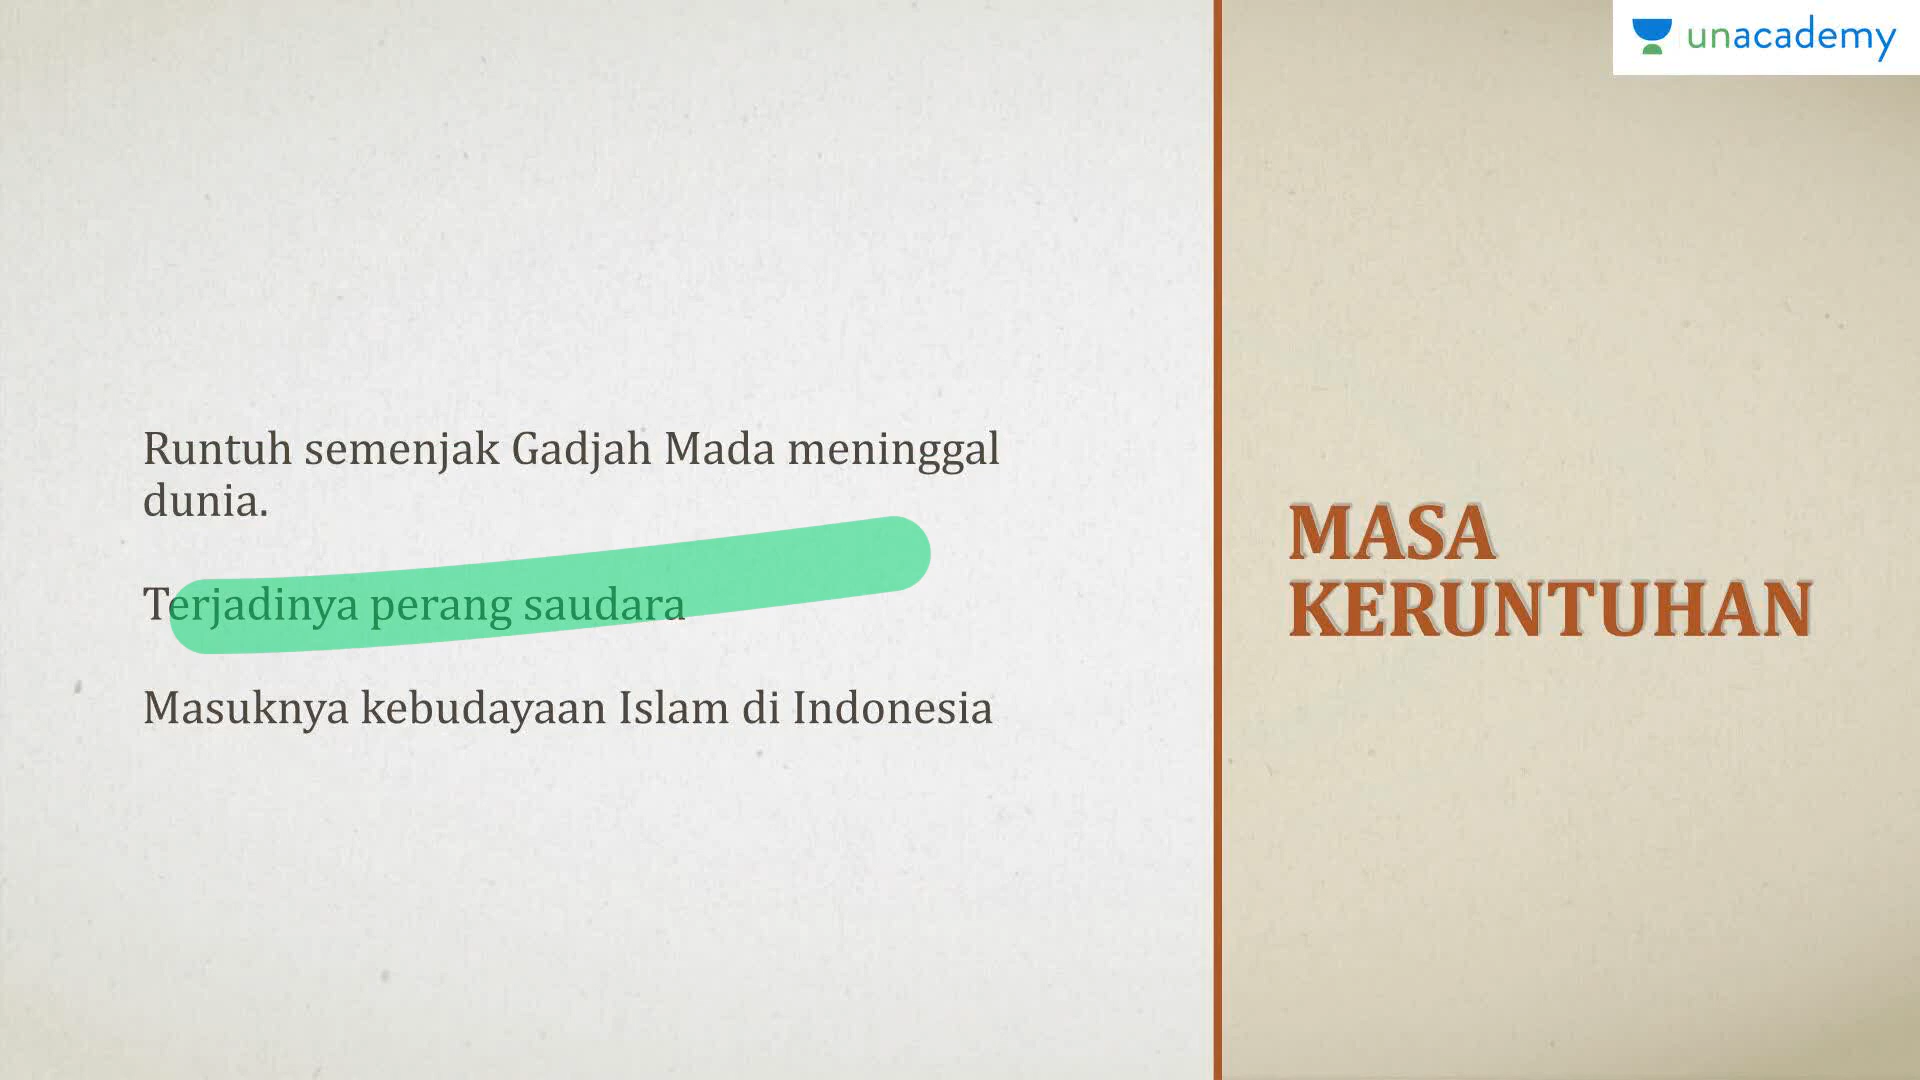 unacademy
Runtuh semenjak Gadjah Mada meninggal
dunia.
Terjadinya perang saudara
Masuknya kebudayaan Islam di Indonesia
MASA
KERUNTUHAN